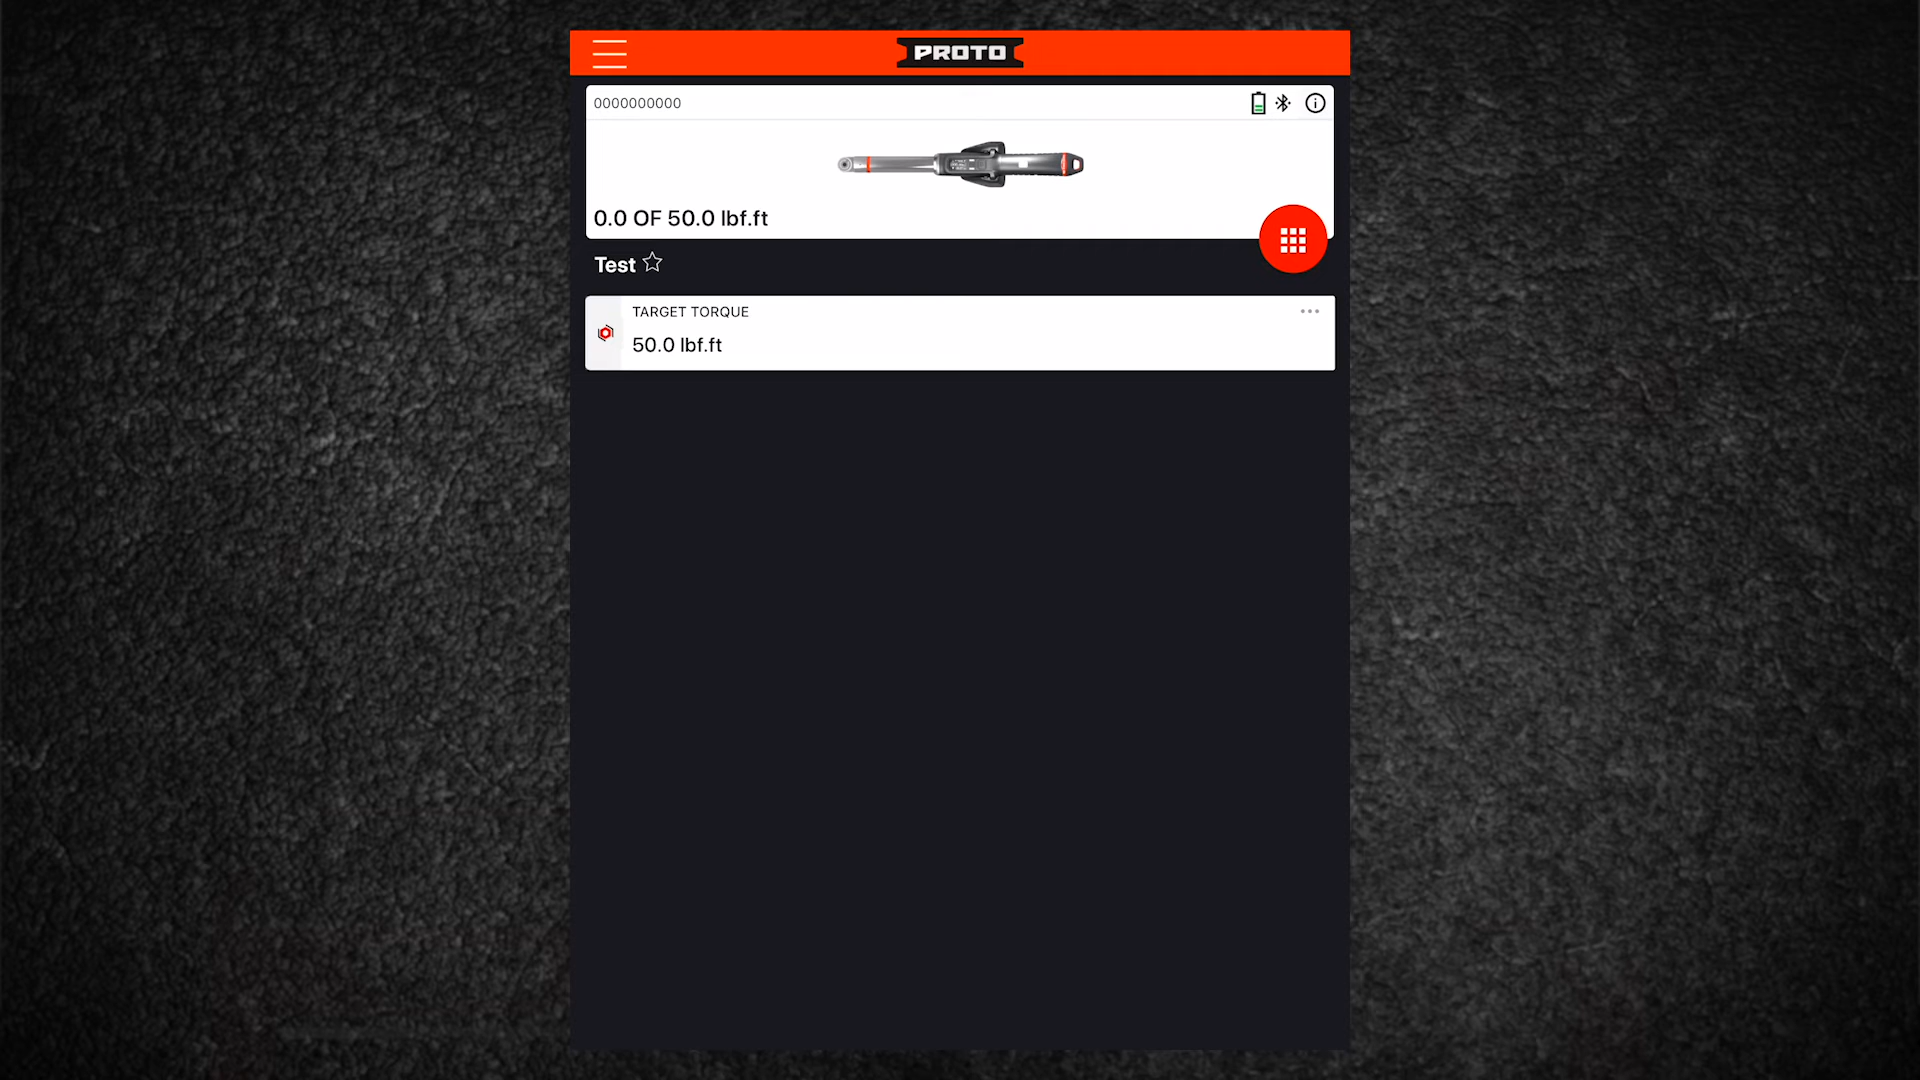 PROTO
0000000000
0.0 OF 50.0 lbf.ft
Test
TARGET TORQUE
50.0 lbf.ft